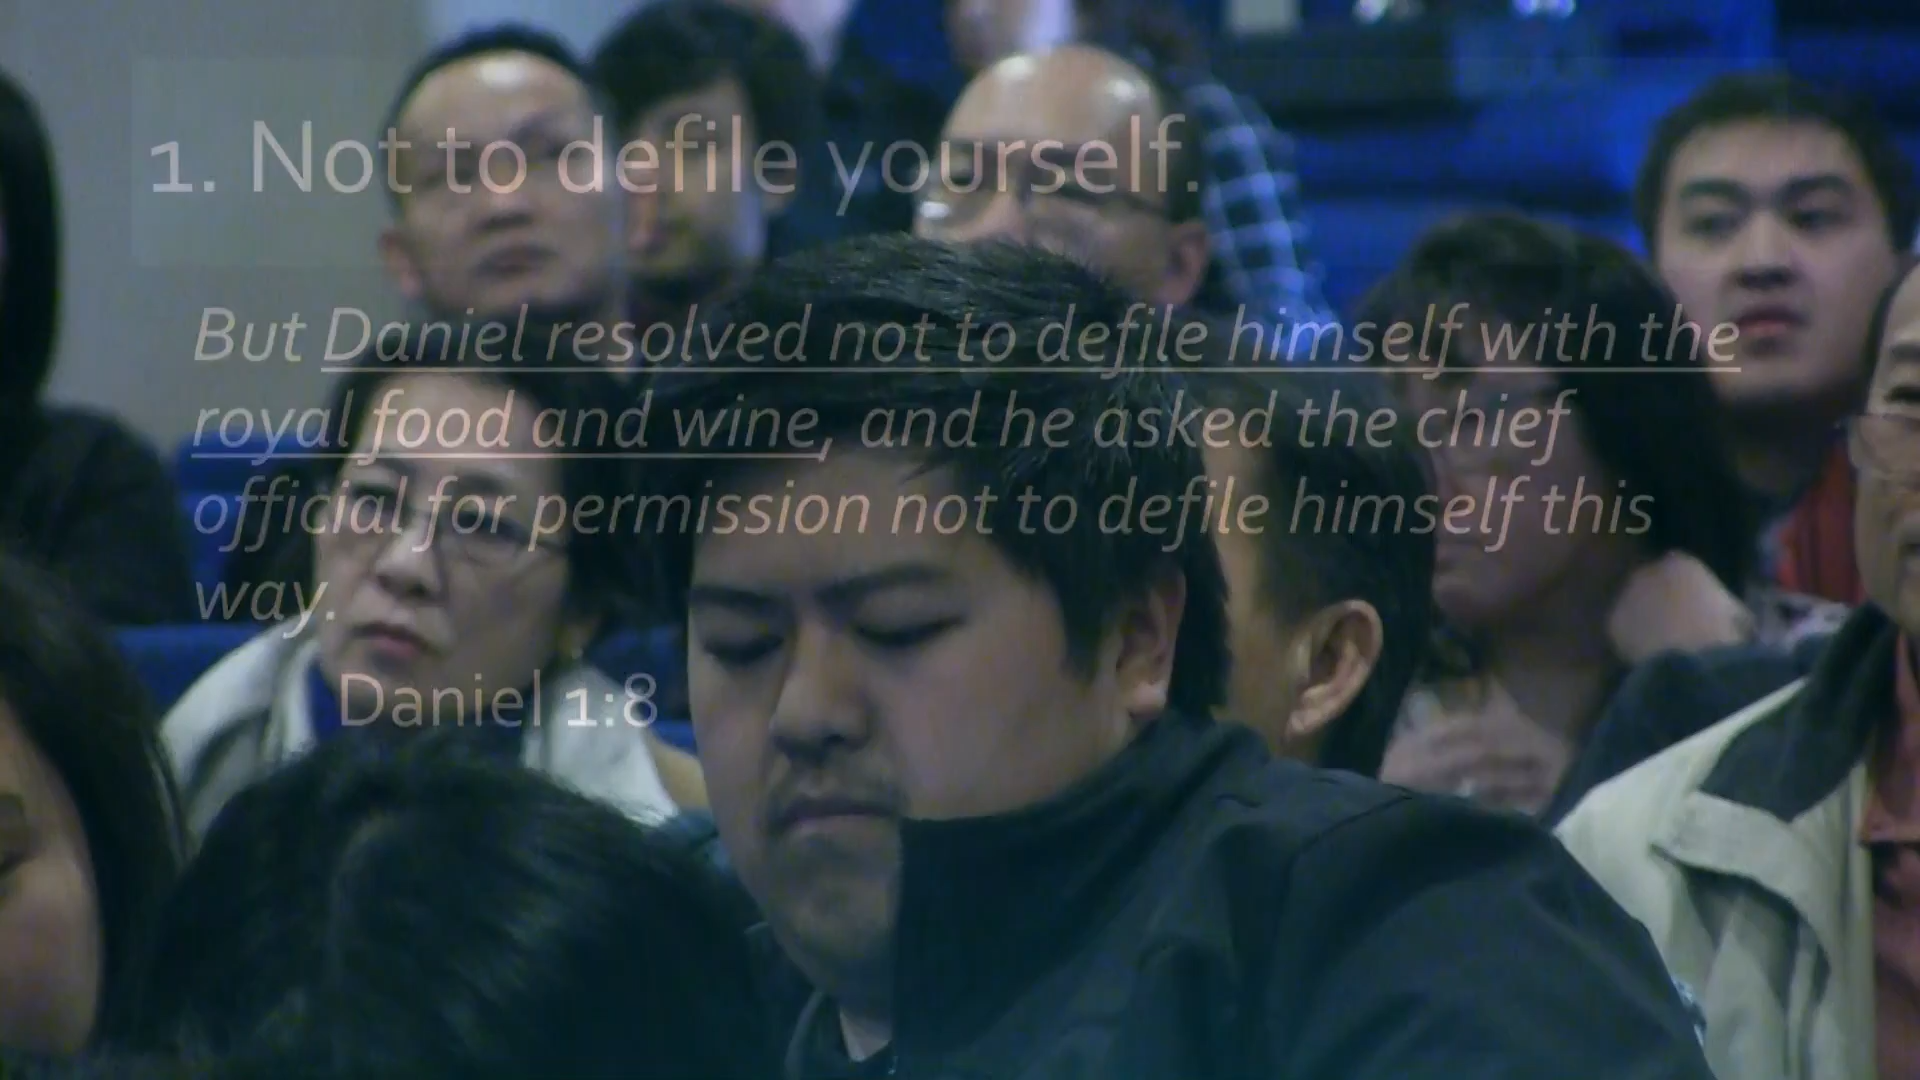 1. Not to defile yourself.
But Daniel resolved not to defile himself with the
royal food and wine, and he asked the chief
official for permission not to defile himself this
way.
Daniel 1:8